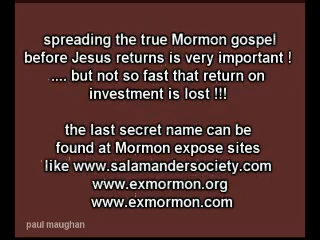 spreading the true Mormon gospel
before Jesus returns is very important !
.... but not so fast that return on
investment is lost !!!
the last secret name can be
found at Mormon expose sites
like www.salamandersociety.com
www.exmormon.org
www.exmormon.com
paul maughan